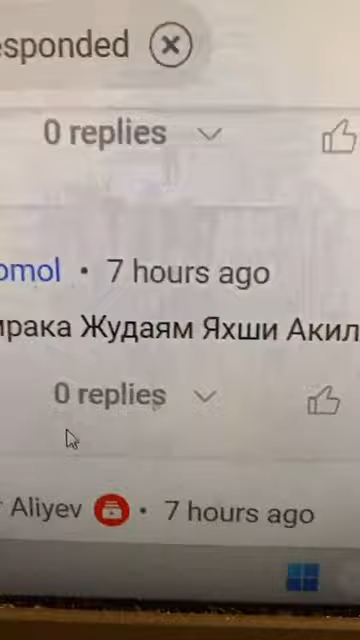 esponded
0 replies
omol • 7 hours ago
ирака Жудаям Яхши Акил
0 replies
Aliyev • 7 hours ago